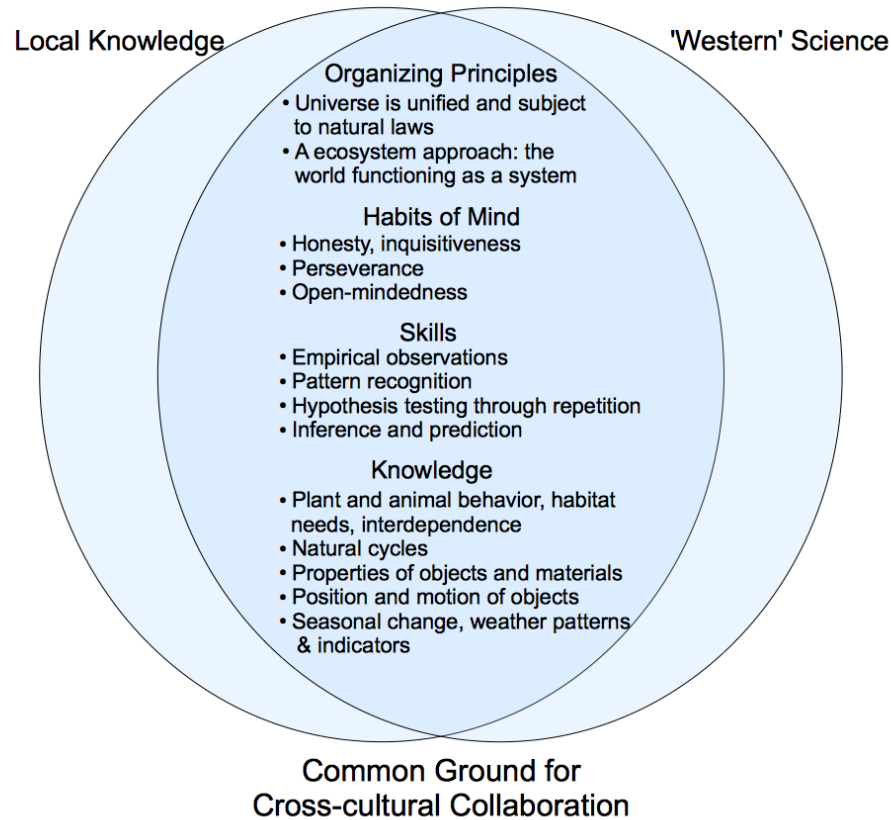 Local Knowledge
'Western' Science
Organizing Principles
• Universe is unified and subject
to natural laws
• A ecosystem approach: the
world functioning as a system
Habits of Mind
• Honesty, inquisitiveness
• Perseverance
• Open-mindedness
Skills
• Empirical observations
• Pattern recognition
• Hypothesis testing through repetition
• Inference and prediction
Knowledge
• Plant and animal behavior, habitat
needs, interdependence
• Natural cycles
• Properties of objects and materials
• Position and motion of objects
• Seasonal change, weather patterns
& indicators
Common Ground for
Cross-cultural Collaboration